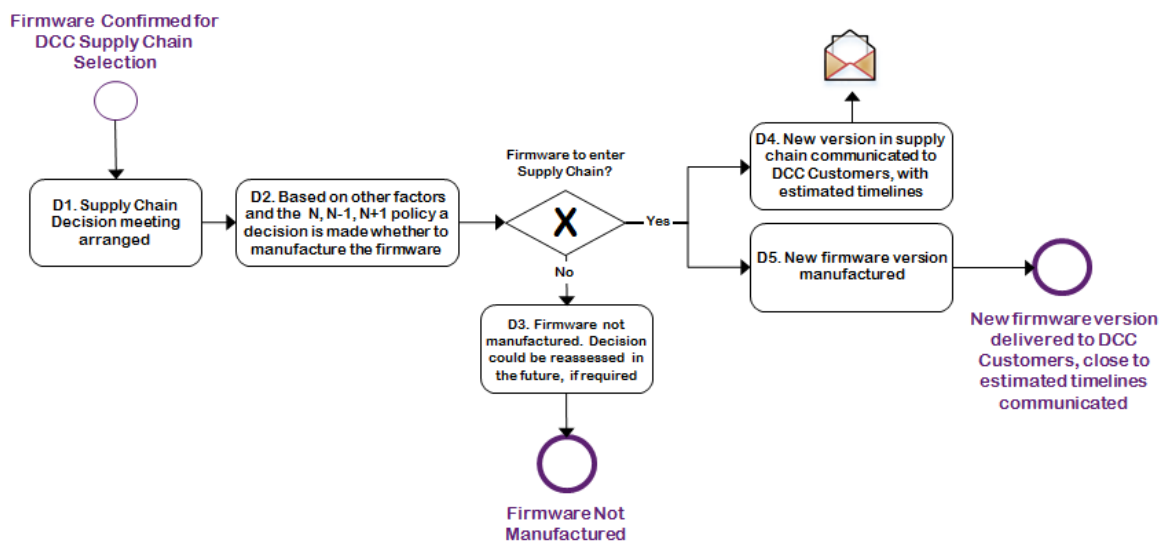 Firmware Confirmed for
DCC Supply Chain
Selection
D1. Supply Chain
Decision meeting
arranged
D2. Based on other factors
and the N, N-1, N+1 policy a
decision is made whether to
manufacture the firmware
Firmware to enter
Supply Chain?
X
Yes
No
D4. New version in supply
chain communicated to
DCC Customers, with
estimated timelines
D5. New firmware version
manufactured
D3. Firmware not
manufactured. Decision
could be reassessed in
the future, if required
New firmware version
delivered to DCC
Customers, close to
estimated timelines
communicated
Firmware Not
Manufactured